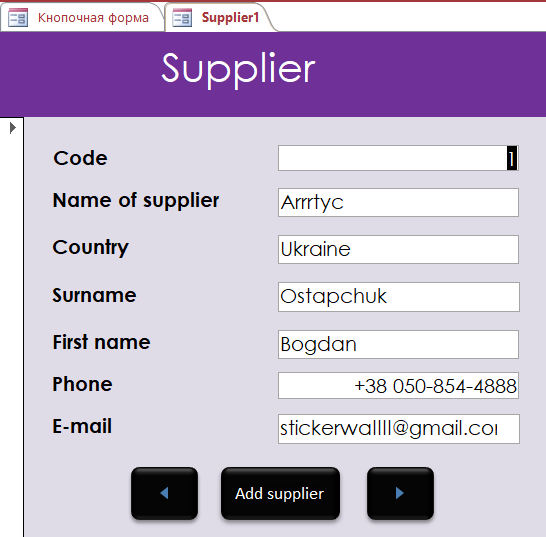 Кнопочная форма Supplier1
Supplier
Code 1
Name of supplier Arrrtyc
Country Ukraine
Surname Ostapchuk
First name Bogdan
Phone +38 050-854-4888
E-mail stickerwallll@gmail.co
Add supplier